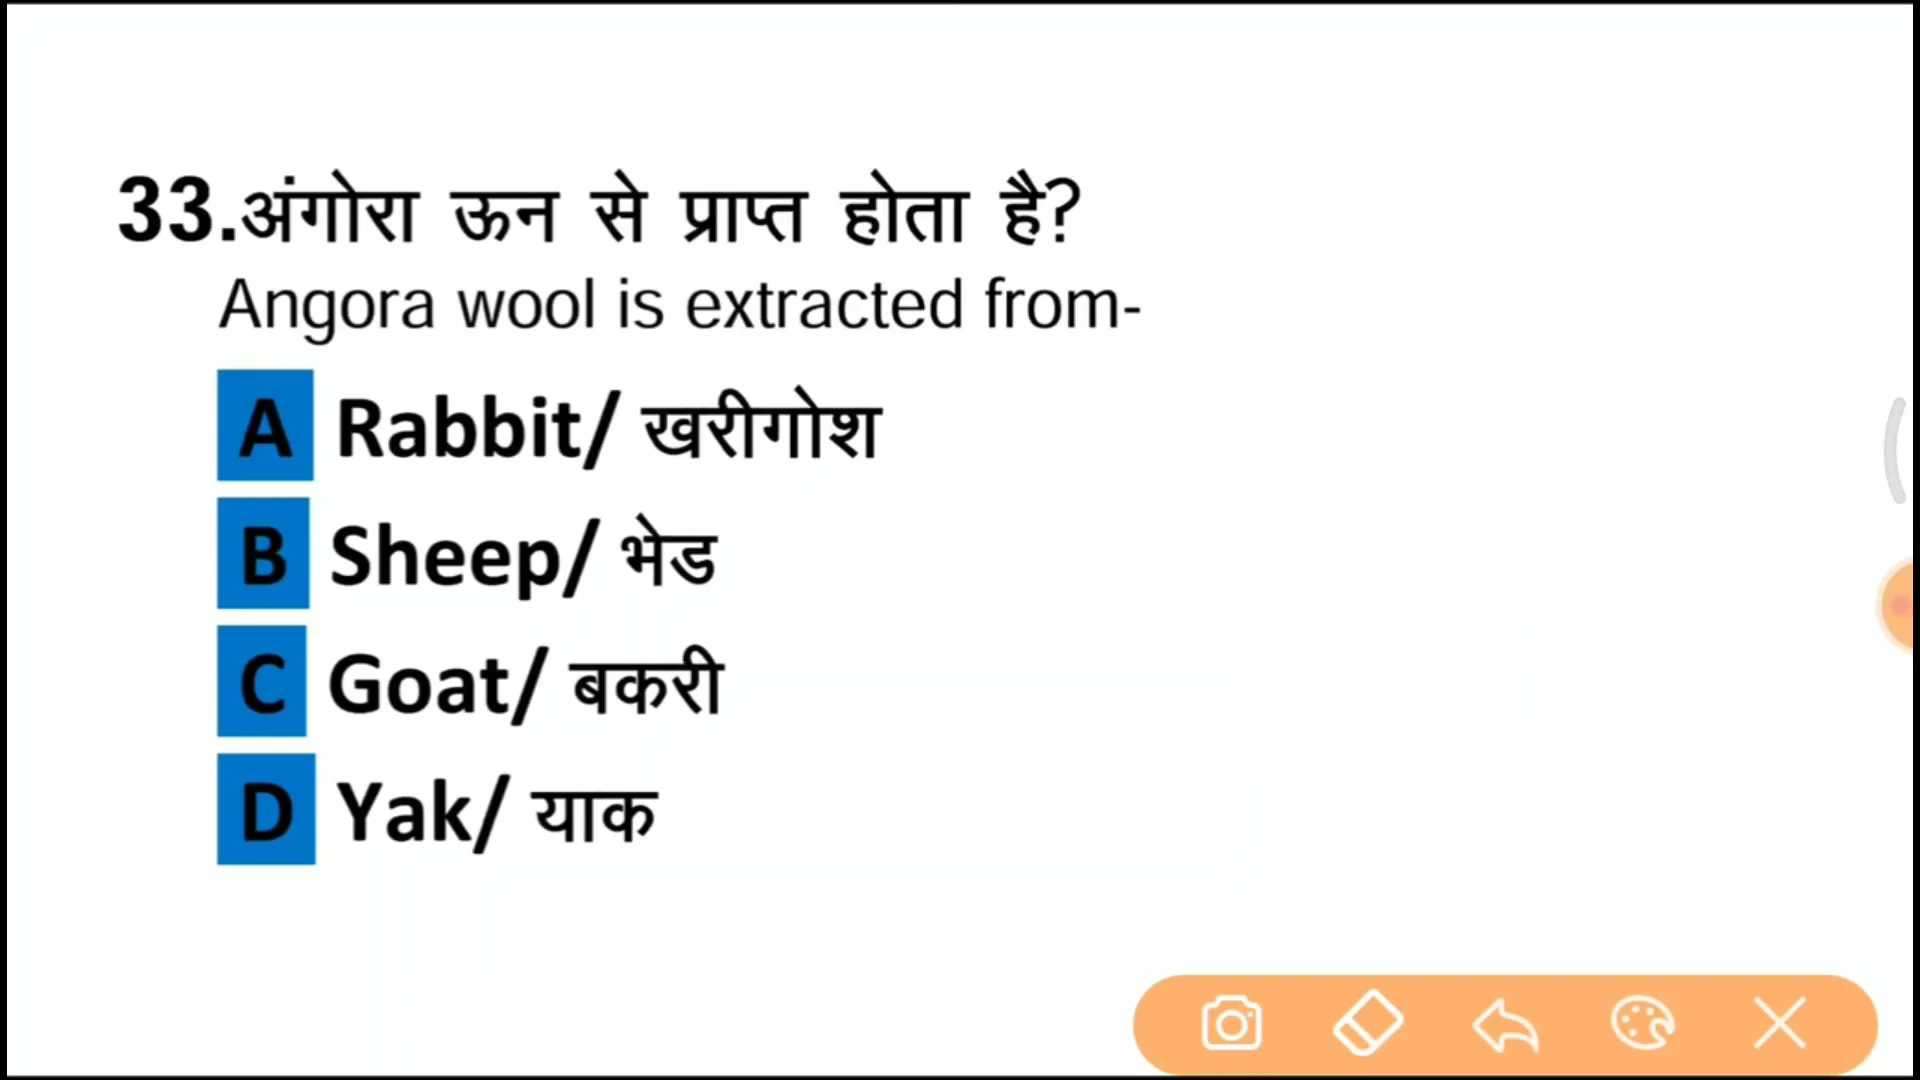 33.अंगोरा ऊन से प्राप्त होता है?
Angora wool is extracted from-
A Rabbit/ खरीगोश
B Sheep/ भेड
C Goat/ बकरी
D Yak/ याक